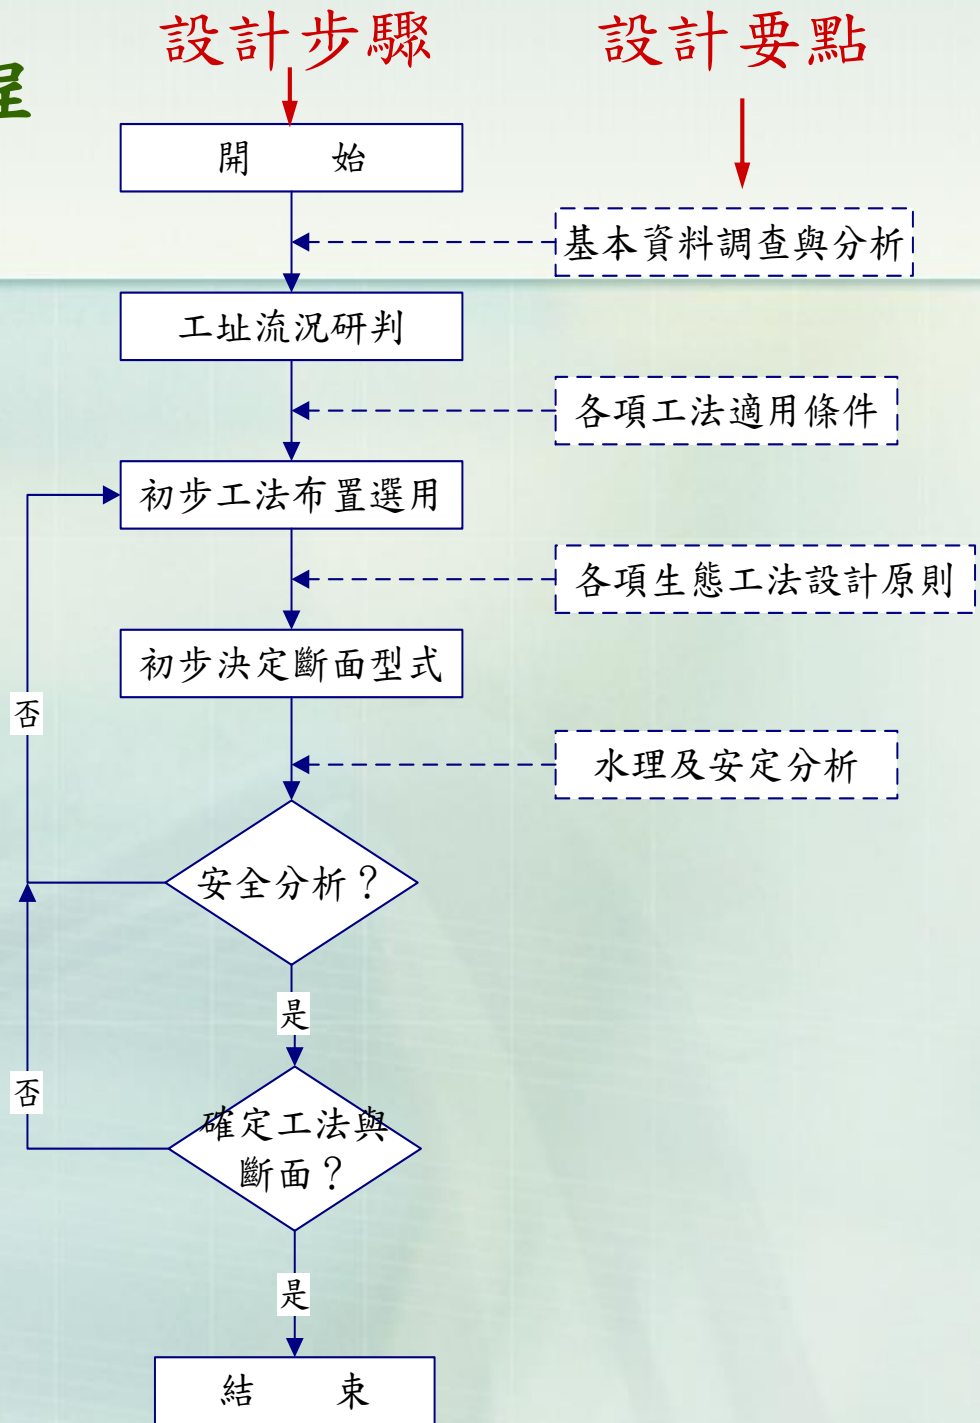 設計步驟
設計要點
程
開 始
基本資料調查與分析
工址流況研判
各項工法適用條件
初步工法布置選用
各項生態工法設計原則
初步決定斷面型式
否
水理及安定分析
安全分析？
是
否
確定工法與
斷面？
是
結 束